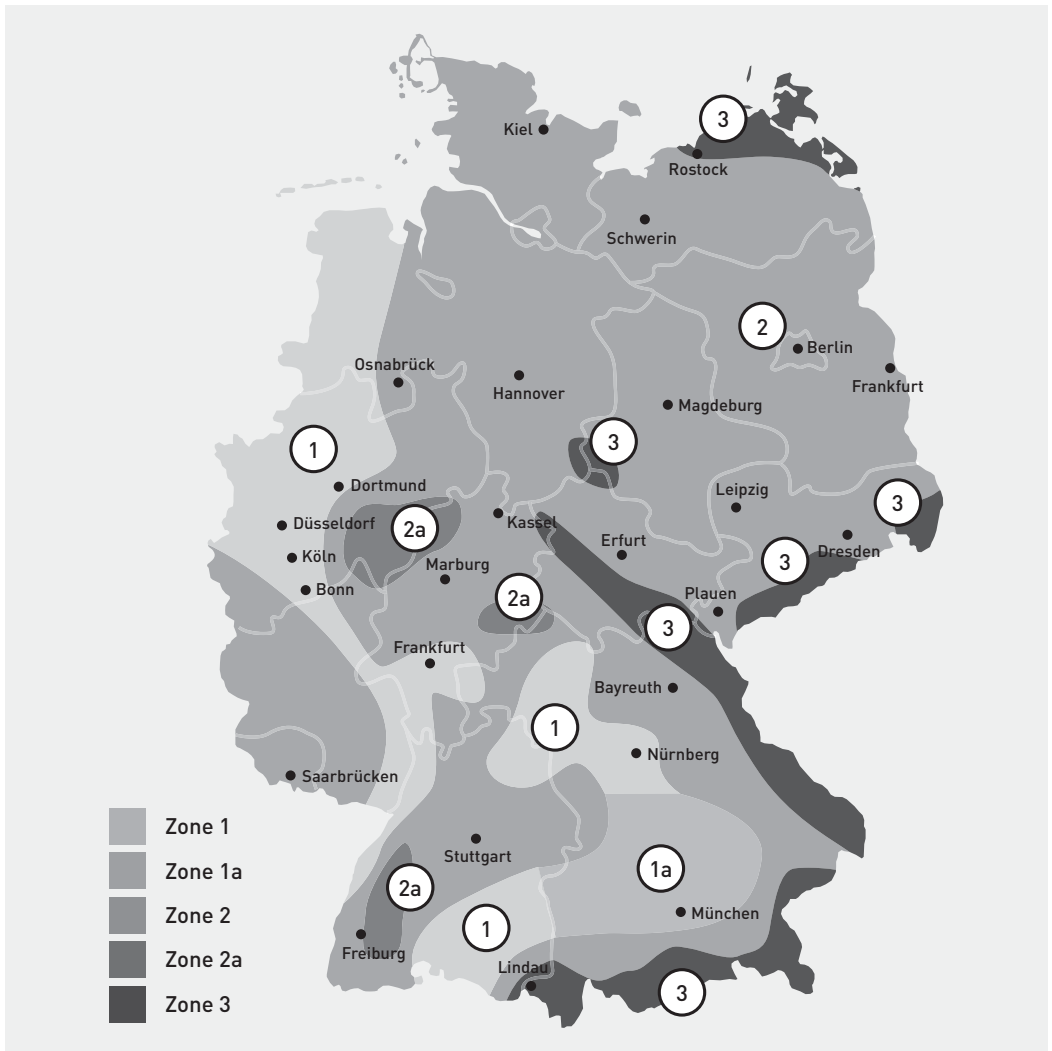 3
Kiel
Rostock
Schwerin
2
Berlin
Osnabrück
Frankfurt
Hannover
Magdeburg
1
3
Dortmund
Leipzig
3
Düsseldorf
2a
Kassel
Erfurt
Dresden
Köln
Marburg
3
Bonn
2a
Plauen
3
Frankfurt
Bayreuth
1
Nürnberg
Saarbrücken
Zone 1
Stuttgart
1a
Zone 1a
2a
Zone 2
München
1
Freiburg
Zone 2a
Lindau
3
Zone 3